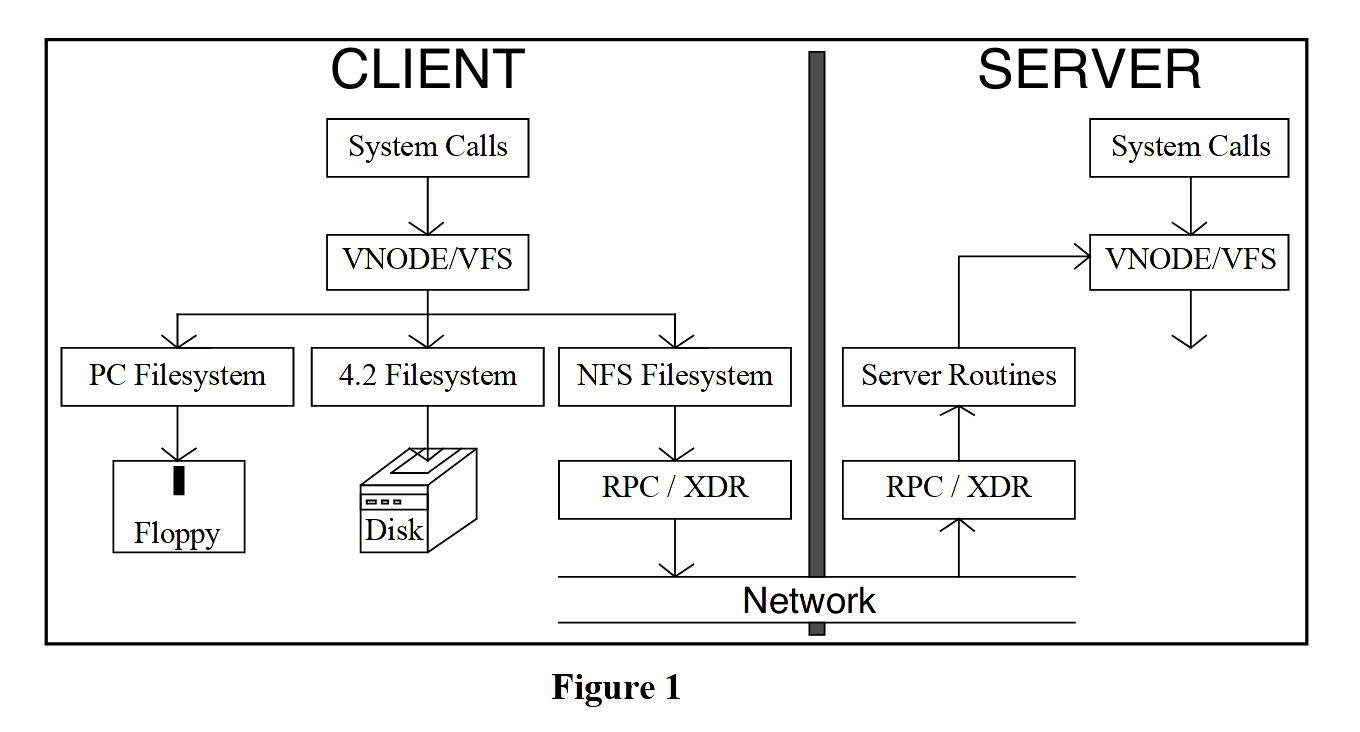 CLIENT
SERVER
System Calls
System Calls
VNODE/VFS
VNODE/VFS
PC Filesystem
4.2 Filesystem
NFS Filesystem
Server Routines
Floppy
Disk
RPC / XDR
RPC / XDR
Network
Figure 1